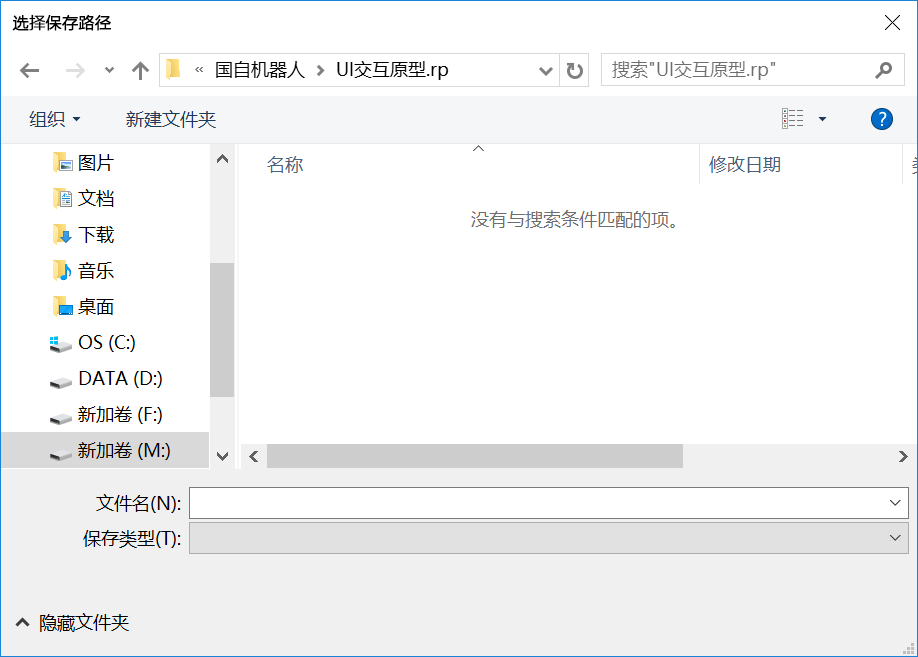 选择保存路径
« 国自机器人 > UI交互原型.rp
搜索"UI交互原型.rp"
组织
新建文件夹
?
名称
修改日期
没有与搜索条件匹配的项。
图片
文档
下载
音乐
桌面
OS (C:)
DATA (D:)
新加卷 (F:)
新加卷 (M:)
文件名(N):
保存类型(T):
隐藏文件夹